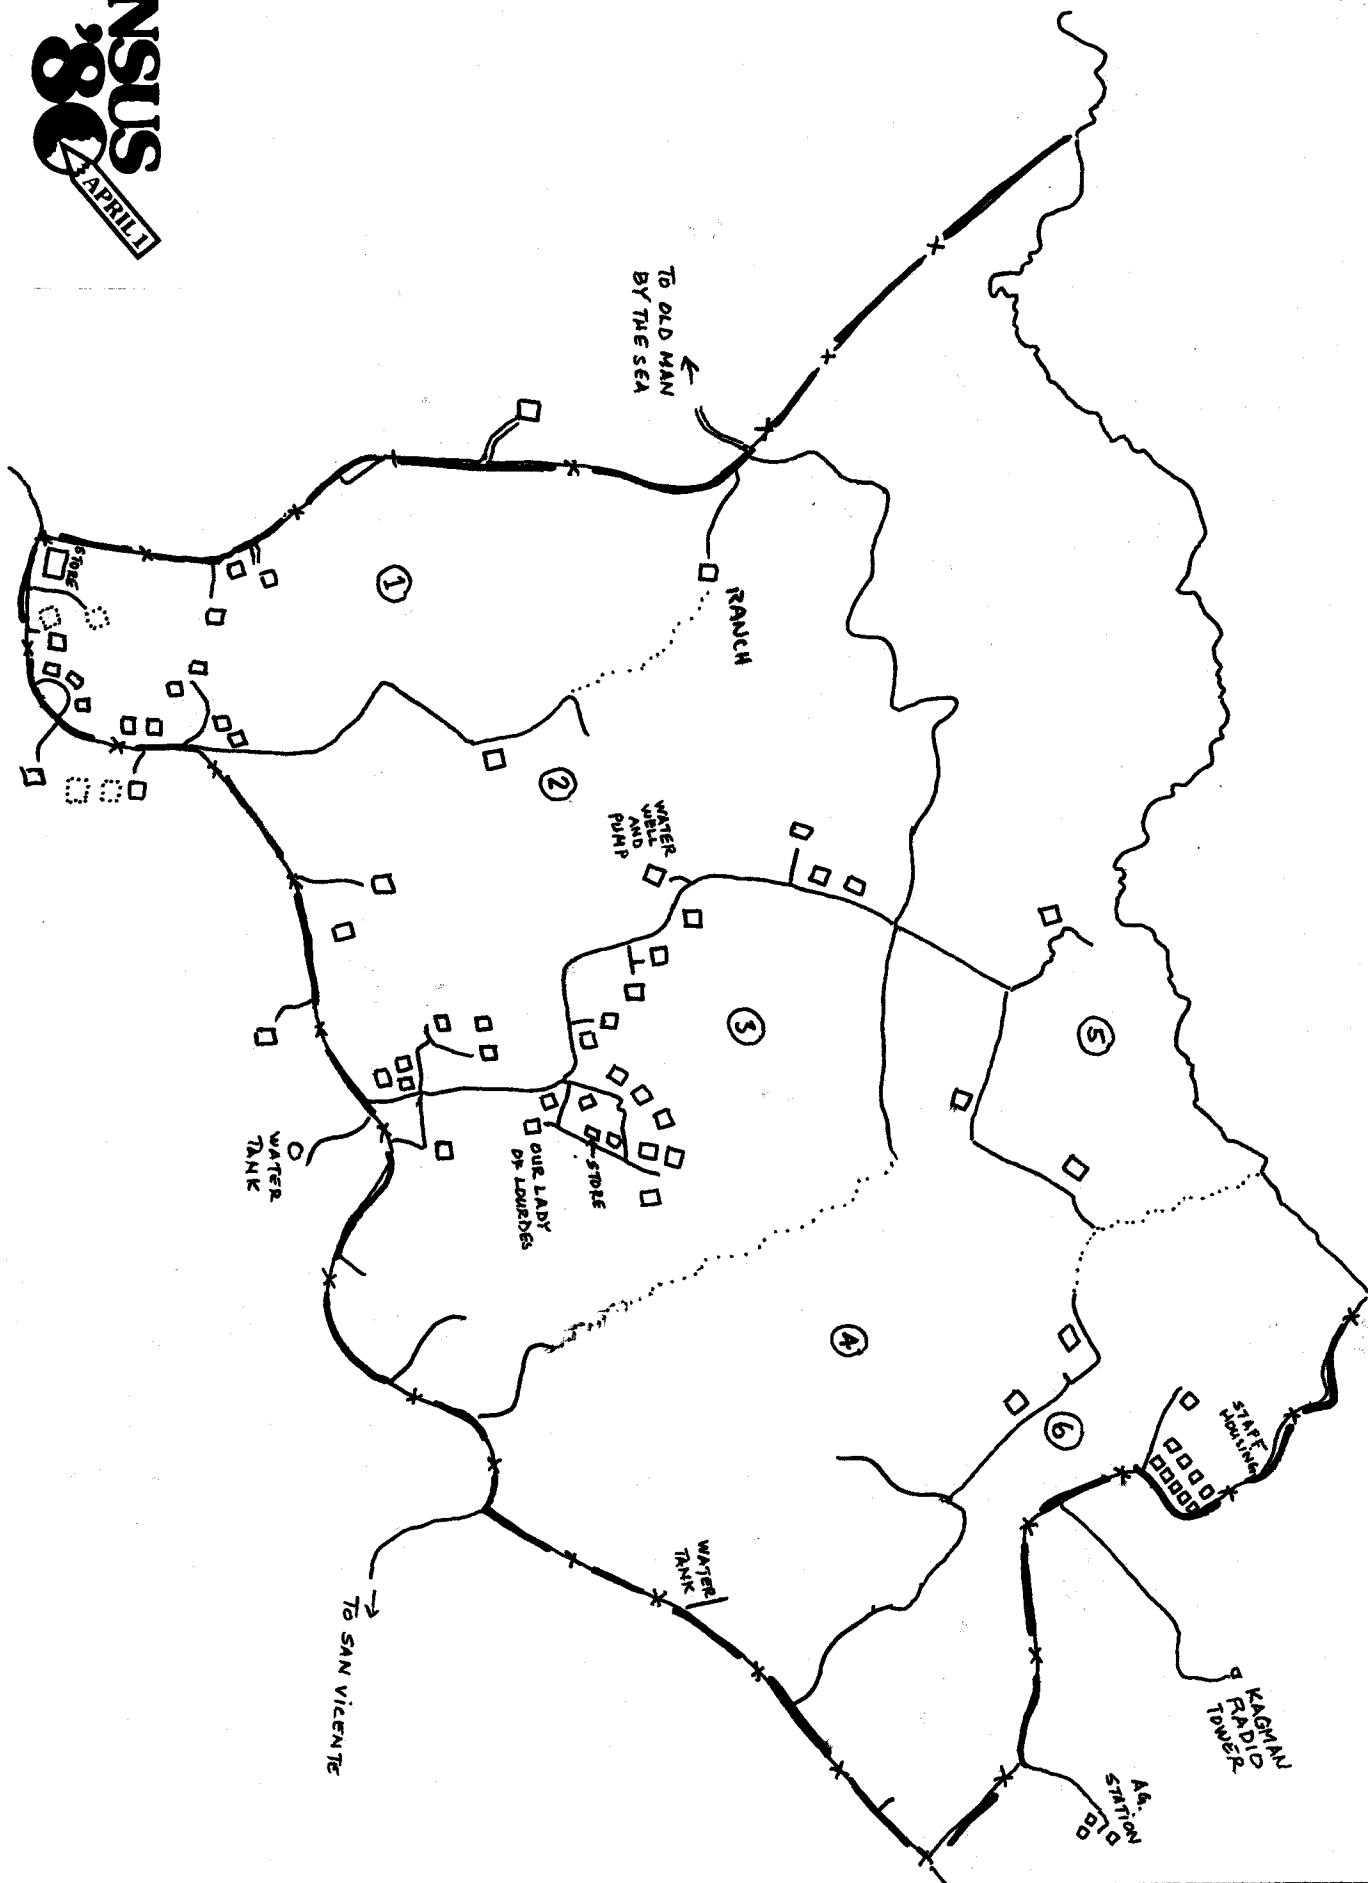 NSUS
'80
APRIL 1
TO OLD MAN
BY THE SEA
STORE
1
RANCH
2
WATER
WELL
AND
PUMP
3
5
WATER
TANK
OUR LADY
OF LOURDES
STORE
4
6
STAFF
HOUSING
WATER
TANK
TO SAN VICENTE
KAGMAN
RADIO
TOWER
AG.
STATION